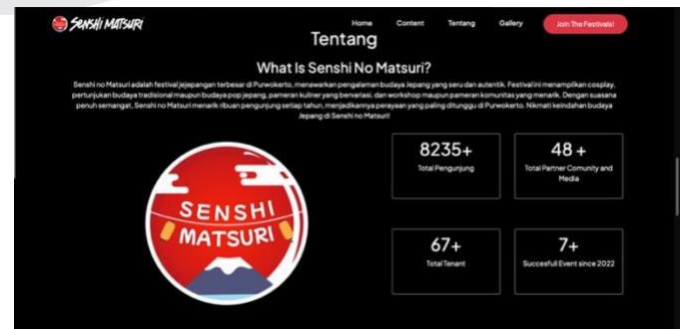 SENSHI MATSURI
Home Content Tentang Gallery Join The Festivals!
Tentang
What Is Senshi No Matsuri?
Senshi no Matsuri adalah festival jejepangan terbesar di Purwokerto, menawarkan pengalaman budaya Jepang yang seru dan autentik. Festival ini menampilkan cosplay,
pertunjukan budaya tradisional maupun budaya pop jepang, pameran kuliner yang bervariasi, dan workshop maupun pameran komunitas yang menarik. Dengan suasana
penuh semangat, Senshi no Matsuri menarik ribuan pengunjung setiap tahun, menjadikannya perayaan yang paling ditunggu di Purwokerto. Nikmati keindahan budaya
Jepang di Senshi no Matsuri!
SENSHI
MATSURI
8235+
Total Pengunjung
48 +
Total Partner Comunity and
Media
67+
Total Tenant
7+
Succesfull Event since 2022